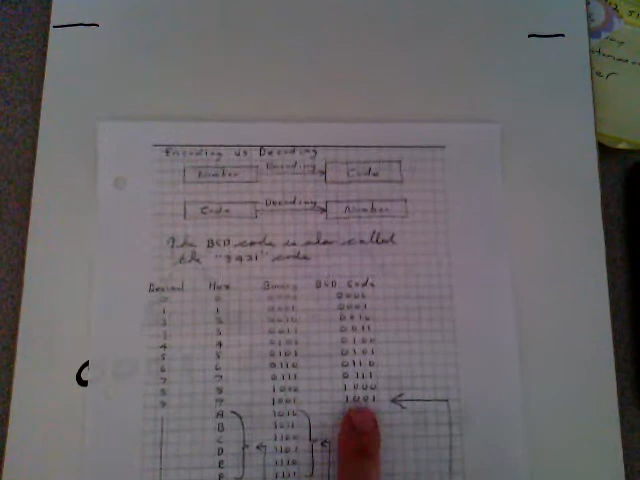 Encoding vs Decoding
Number Encoding Code
Code Decoding Number
The BCD code is also called
the "8421" code
Decimal Hex Binary BCD Code
0 0 0000 0000
1 1 0001 0001
2 2 0010 0010
3 3 0011 0011
4 4 0100 0100
5 5 0101 0101
6 6 0110 0110
7 7 0111 0111
8 8 1000 1000
9 9 1001 1001
A 1010
B 1011
C 1100
D 1101
E 1110
F 1111